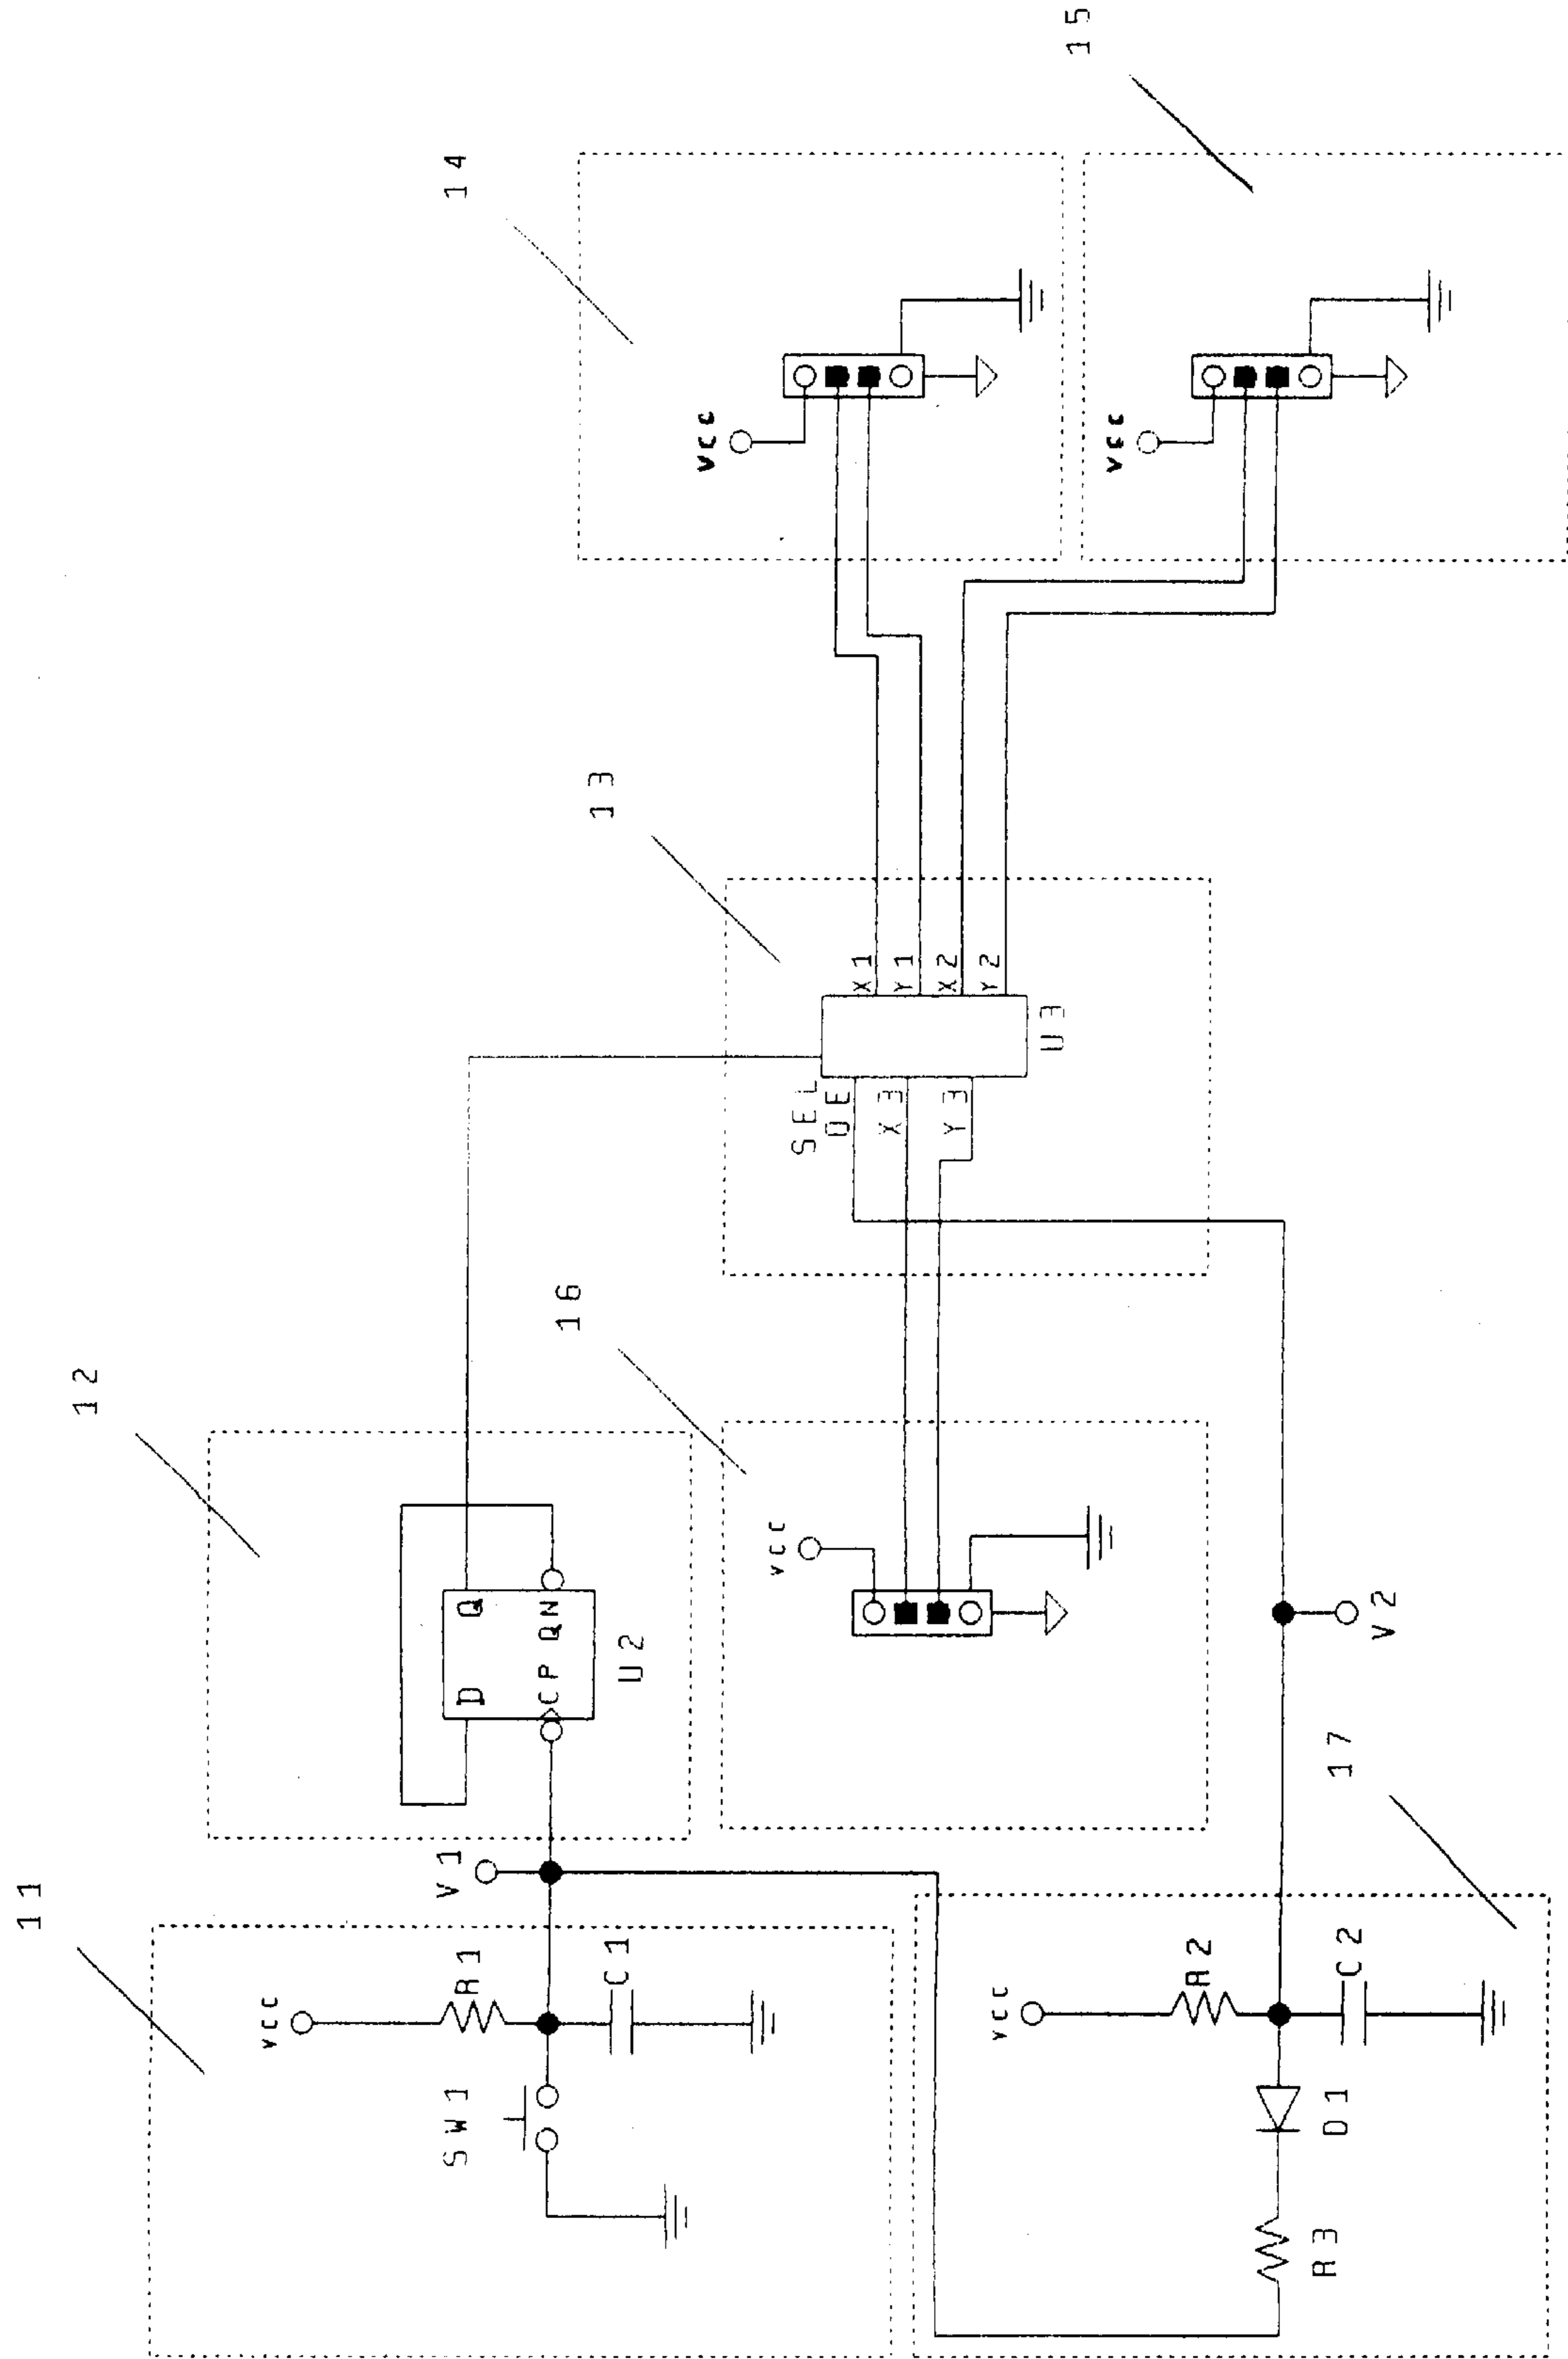 11
VCC
SW1
R1
C1
V1
12
D
Q
CP
QN
U2
16
VCC
13
SEL
OE
X3
Y3
X1
Y1
X2
Y2
U3
14
VCC
15
VCC
17
VCC
R2
C2
D1
R3
V2